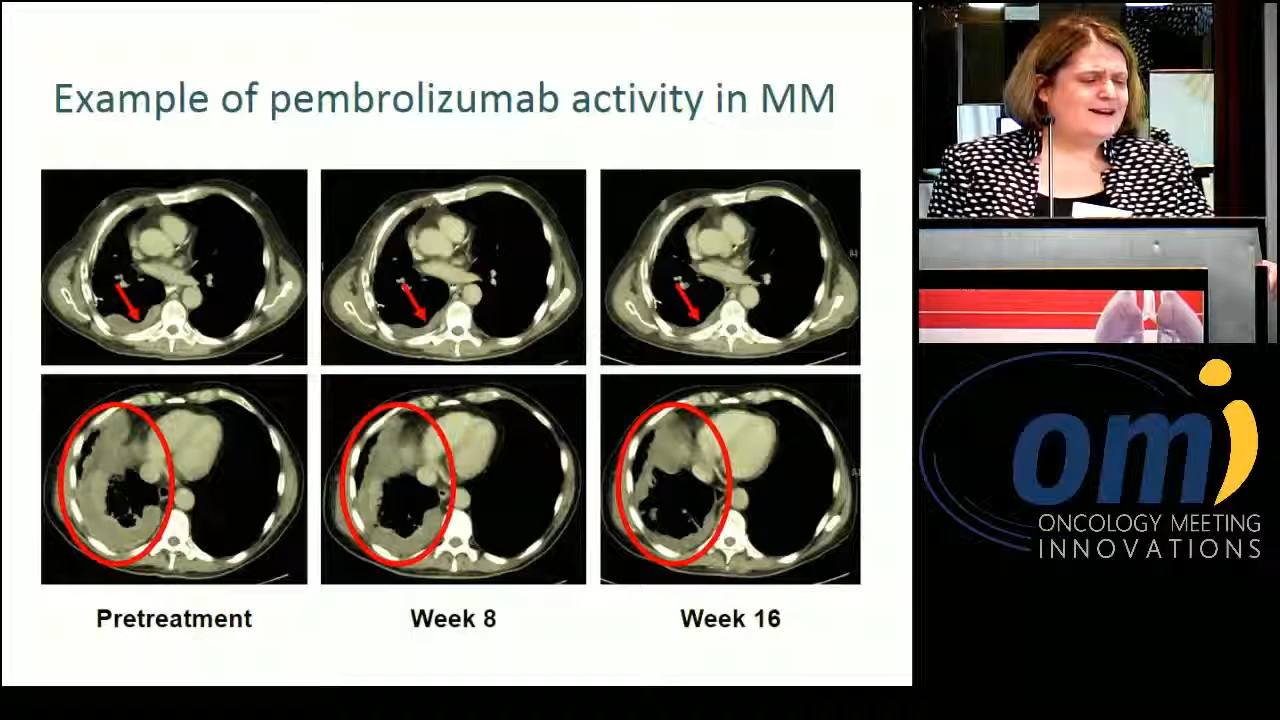 Example of pembrolizumab activity in MM
Pretreatment
Week 8
Week 16
omi
ONCOLOGY MEETING
INNOVATIONS